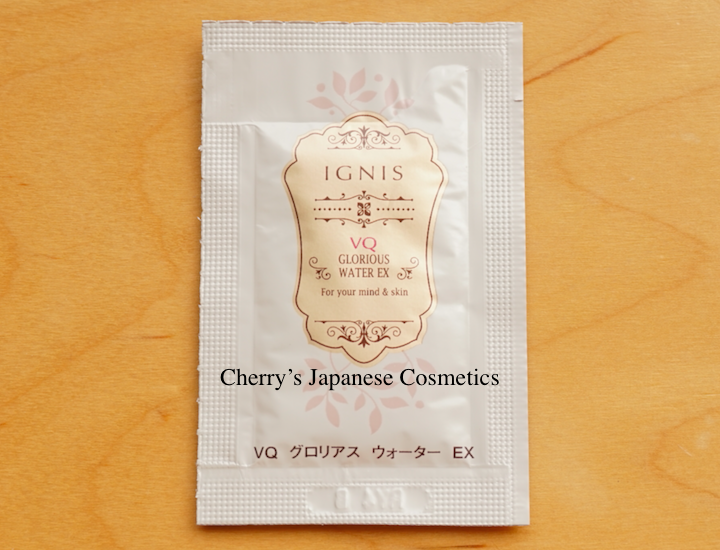 IGNIS
VQ
GLORIOUS
WATER EX
For your mind & skin
Cherry's Japanese Cosmetics
VQ グロリアス ウォーター EX